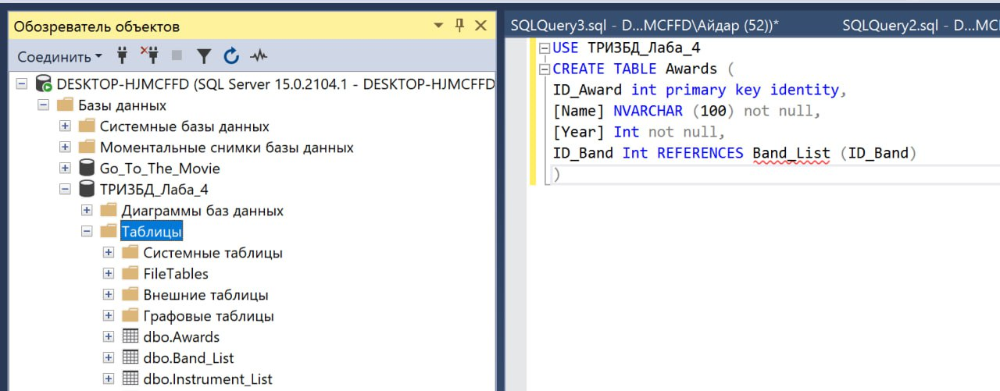 Обозреватель объектов
Соединить
DESKTOP-HJMCFFD (SQL Server 15.0.2104.1 - DESKTOP-HJMCFFD
Базы данных
Системные базы данных
Моментальные снимки базы данных
Go_To_The_Movie
ТРИЗБД_Лаба_4
Диаграммы баз данных
Таблицы
Системные таблицы
FileTables
Внешние таблицы
Графовые таблицы
dbo.Awards
dbo.Band_List
dbo.Instrument_List
SQLQuery3.sql - D...MCFFD\Айдар (52))*
SQLQuery2.sql - D...MC
USE ТРИЗБД_Лаба_4
CREATE TABLE Awards (
ID_Award int primary key identity,
[Name] NVARCHAR (100) not null,
[Year] Int not null,
ID_Band Int REFERENCES Band_List (ID_Band)
)